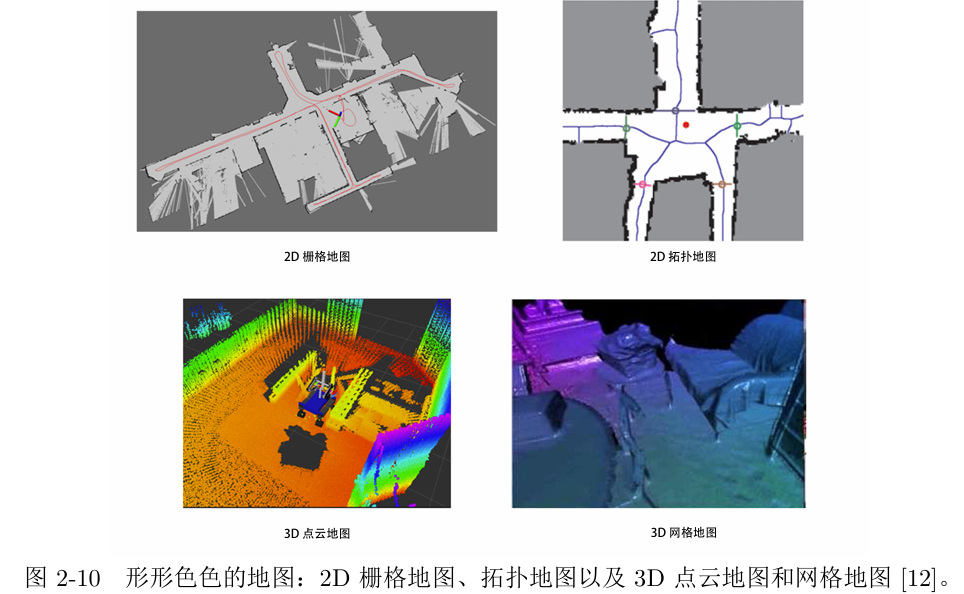 2D 栅格地图
2D 拓扑地图
3D 点云地图
3D 网格地图
图 2-10 形形色色的地图：2D 栅格地图、拓扑地图以及 3D 点云地图和网格地图 [12]。